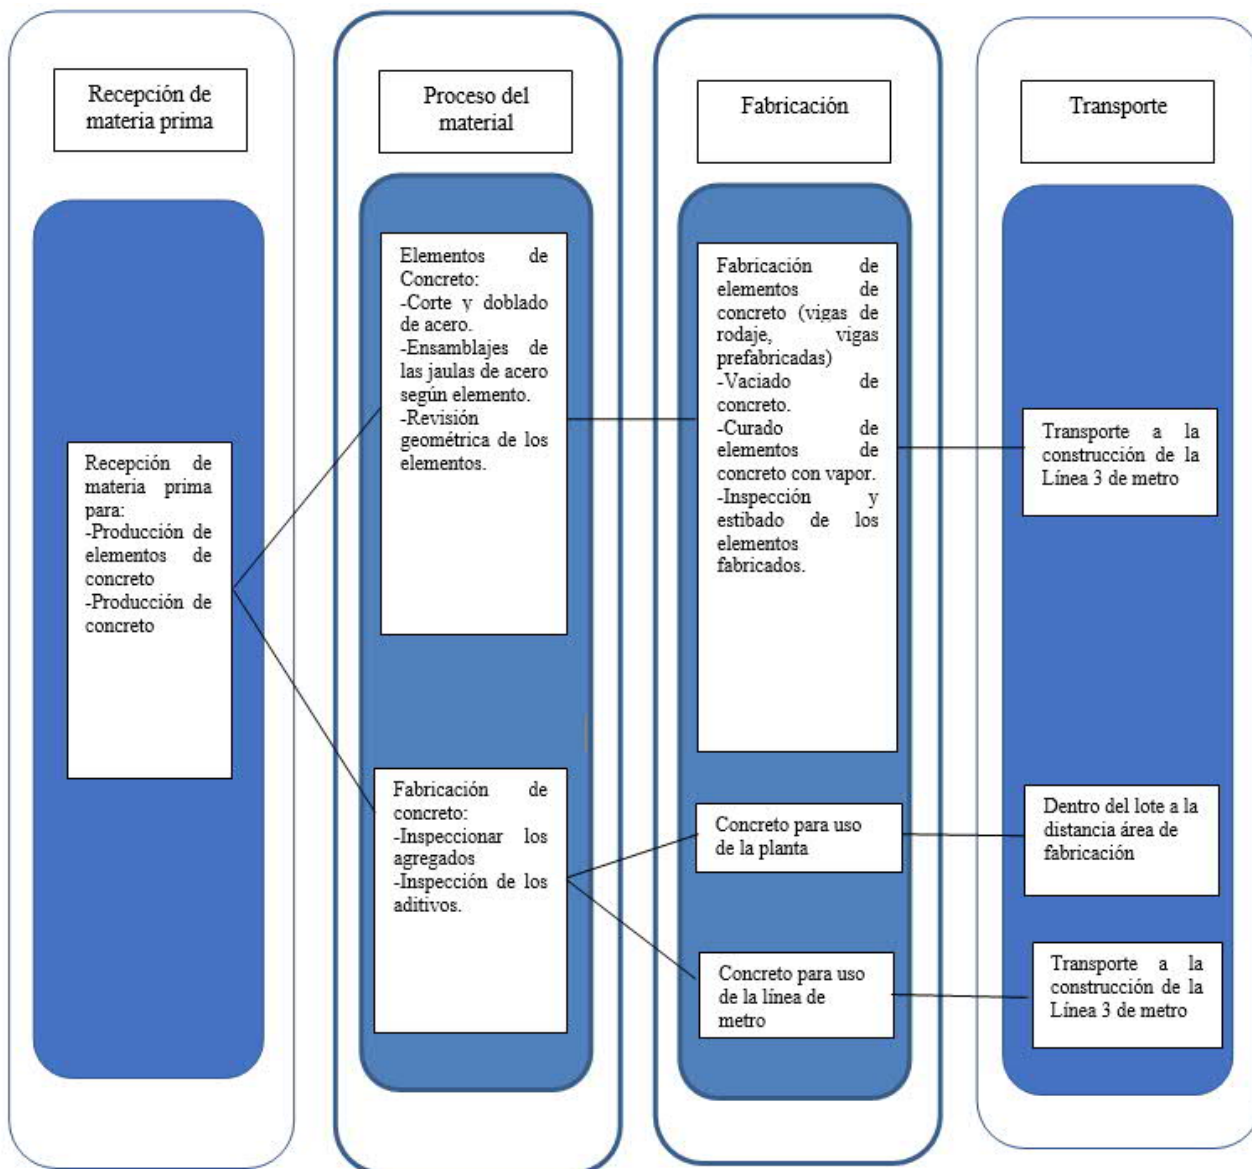 Recepción de
materia prima
Recepción de
materia prima
para:
-Producción de
elementos de
concreto
-Producción de
concreto
Proceso del
material
Elementos de
Concreto:
-Corte y doblado
de acero.
-Ensamblajes de
las jaulas de acero
según elemento.
-Revisión
geométrica de los
elementos.
Fabricación de
concreto:
-Inspeccionar los
agregados
-Inspección de los
aditivos.
Fabricación
Fabricación de
elementos de
concreto (vigas de
rodaje, vigas
prefabricadas)
-Vaciado de
concreto.
-Curado de
elementos de
concreto con vapor.
-Inspección y
estibado de los
elementos
fabricados.
Concreto para uso
de la planta
Concreto para uso
de la línea de
metro
Transporte
Transporte a la
construcción de la
Línea 3 de metro
Dentro del lote a la
distancia área de
fabricación
Transporte a la
construcción de la
Línea 3 de metro